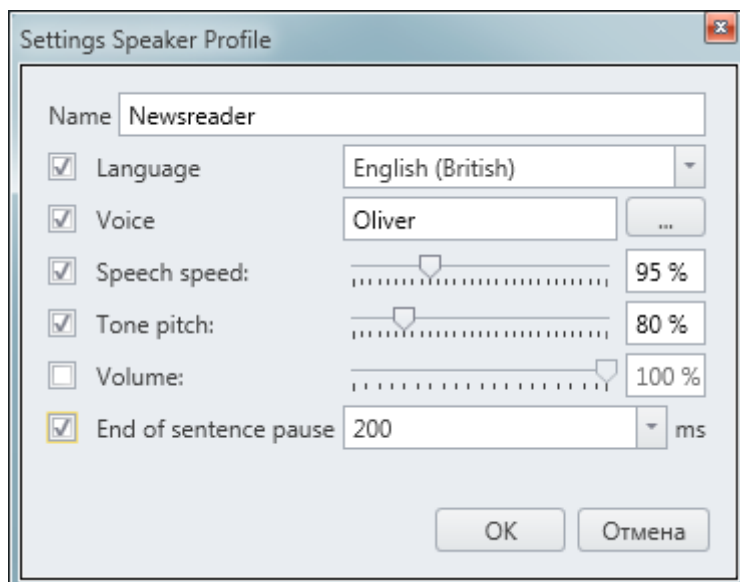 Settings Speaker Profile
Name Newsreader
Language English (British)
Voice Oliver ...
Speech speed: 95 %
Tone pitch: 80 %
Volume: 100 %
End of sentence pause 200 ms
OK Отмена